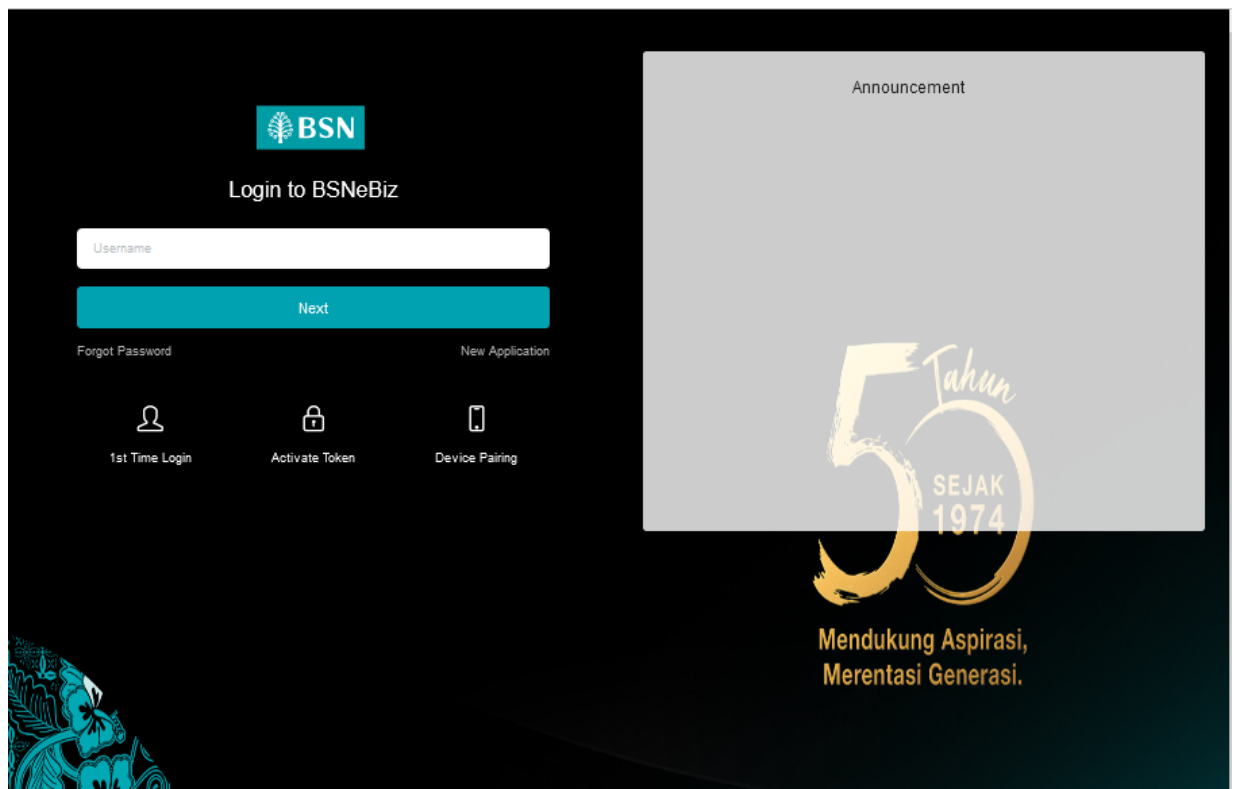 BSN
Login to BSNeBiz
Username
Next
Forgot Password
New Application
1st Time Login
Activate Token
Device Pairing
Announcement
50 Tahun
SEJAK
1974
Mendukung Aspirasi,
Merentasi Generasi.